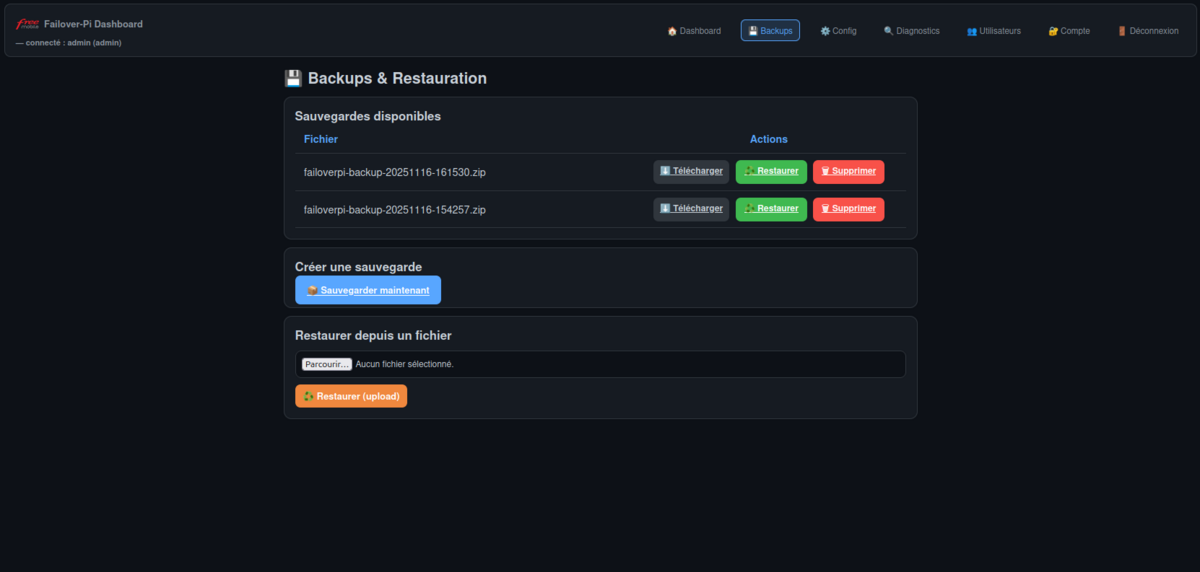 free mobile Failover-Pi Dashboard
— connecté : admin (admin)
Dashboard Backups Config Diagnostics Utilisateurs Compte Déconnexion
Backups & Restauration
Sauvegardes disponibles
Fichier Actions
failoverpi-backup-20251116-161530.zip Télécharger Restaurer Supprimer
failoverpi-backup-20251116-154257.zip Télécharger Restaurer Supprimer
Créer une sauvegarde
Sauvegarder maintenant
Restaurer depuis un fichier
Parcourir... Aucun fichier sélectionné.
Restaurer (upload)